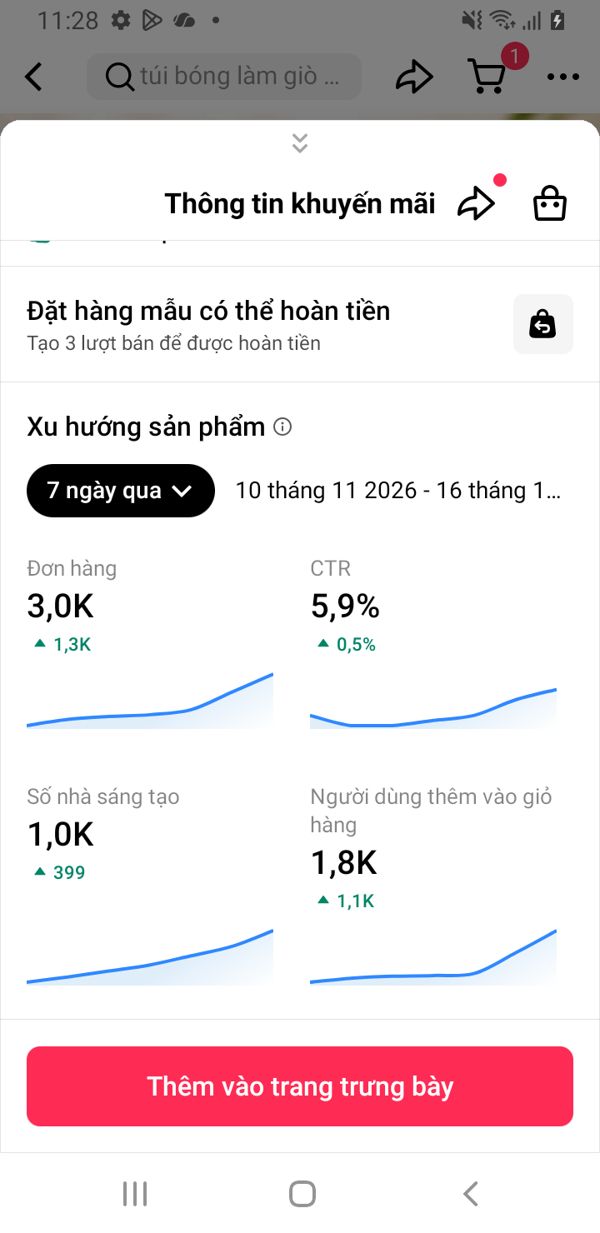 11:28
túi bóng làm giò ...
1
Thông tin khuyến mãi
Đặt hàng mẫu có thể hoàn tiền
Tạo 3 lượt bán để được hoàn tiền
Xu hướng sản phẩm
7 ngày qua
10 tháng 11 2026 - 16 tháng 1...
Đơn hàng
3,0K
1,3K
CTR
5,9%
0,5%
Số nhà sáng tạo
1,0K
399
Người dùng thêm vào giỏ
hàng
1,8K
1,1K
Thêm vào trang trưng bày